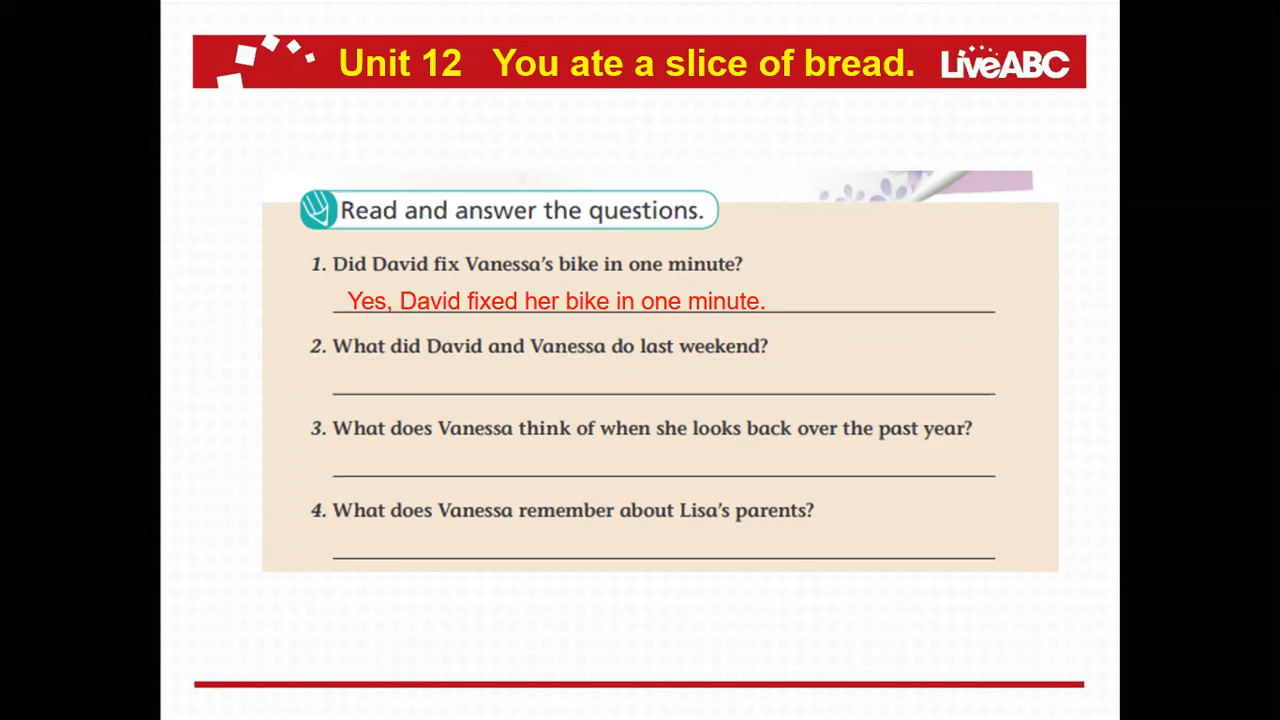 Unit 12 You ate a slice of bread.
LiveABC
Read and answer the questions.
1. Did David fix Vanessa's bike in one minute?
Yes, David fixed her bike in one minute.
2. What did David and Vanessa do last weekend?
3. What does Vanessa think of when she looks back over the past year?
4. What does Vanessa remember about Lisa's parents?